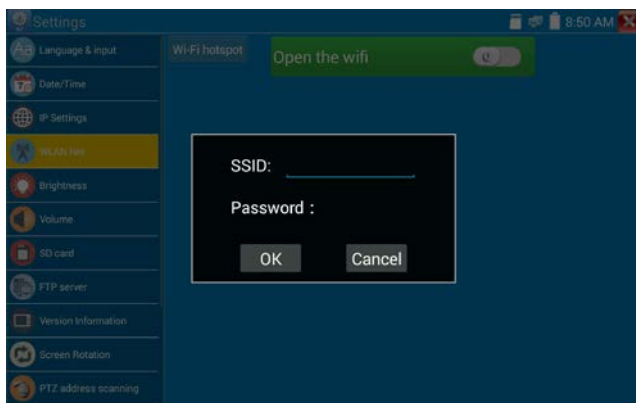 Settings
8:50 AM
Language & input
Wi-Fi hotspot
Open the wifi
Date/Time
IP Settings
WLAN Net
SSID:
Brightness
Password :
Volume
SD card
OK
Cancel
FTP server
Version Information
Screen Rotation
PTZ address scanning